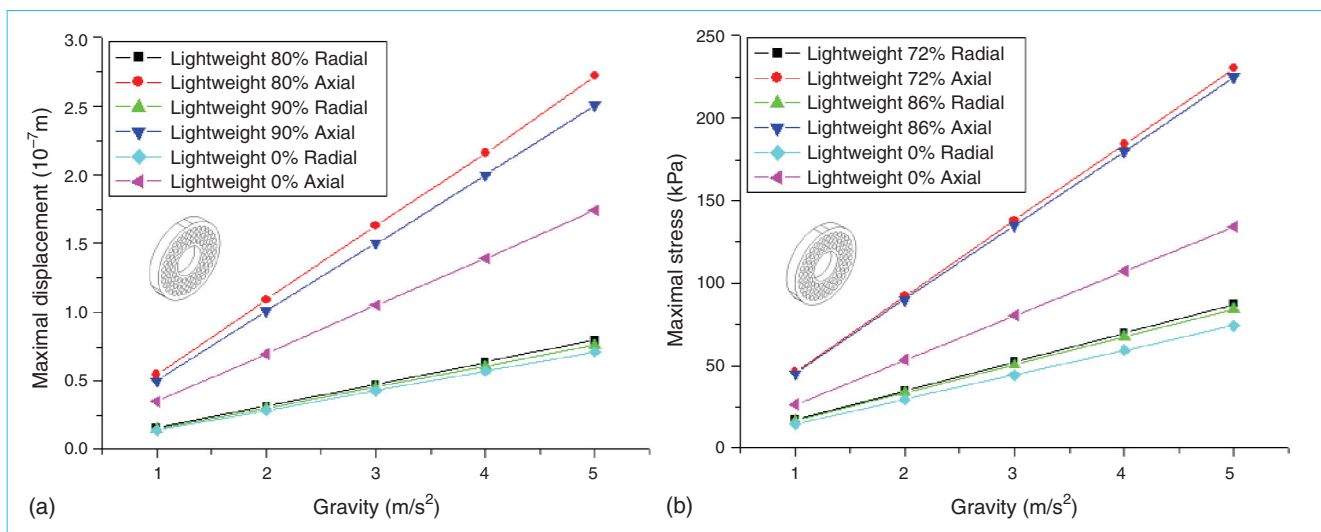 3.0
2.5
2.0
1.5
1.0
0.5
0.0
Maximal displacement (10⁻⁷m)
Lightweight 80% Radial
Lightweight 80% Axial
Lightweight 90% Radial
Lightweight 90% Axial
Lightweight 0% Radial
Lightweight 0% Axial
1 2 3 4 5
Gravity (m/s²)
(a)
250
200
150
100
50
0
Maximal stress (kPa)
Lightweight 72% Radial
Lightweight 72% Axial
Lightweight 86% Radial
Lightweight 86% Axial
Lightweight 0% Radial
Lightweight 0% Axial
1 2 3 4 5
Gravity (m/s²)
(b)